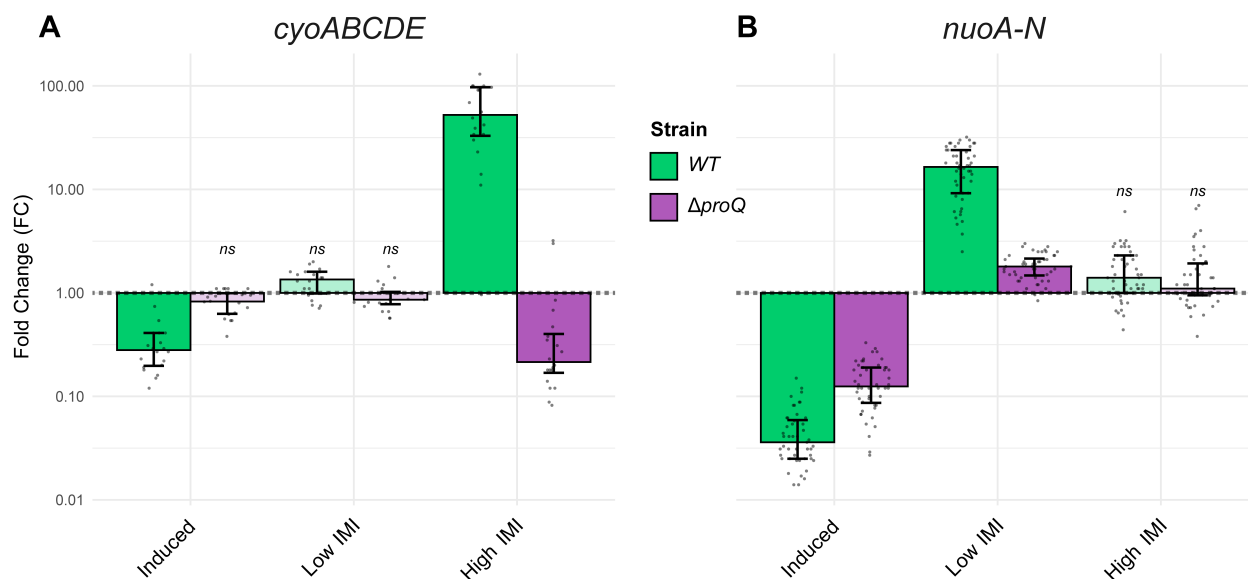 A
cyoABCDE
B
nuoA-N
Fold Change (FC)
100.00
10.00
1.00
0.10
0.01
ns
ns
ns
Induced
Low IMI
High IMI
Strain
WT
ΔproQ
ns
ns
Induced
Low IMI
High IMI